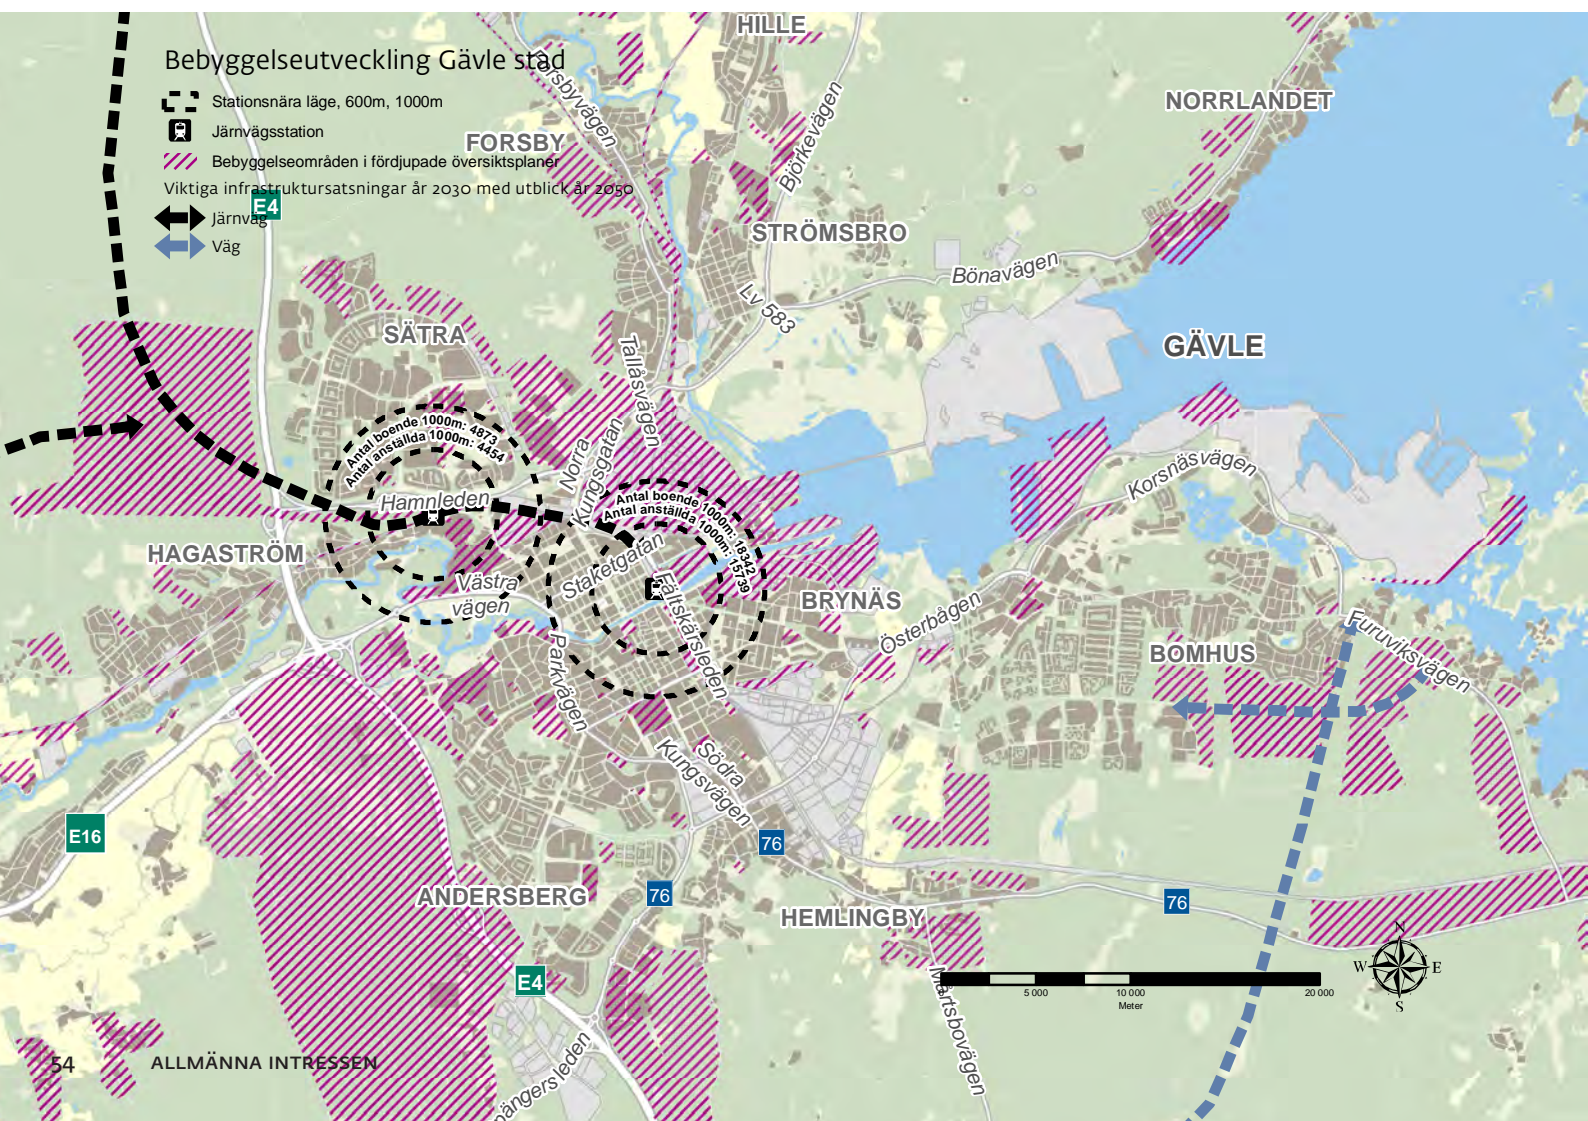 HILLE
Bebyggelseutveckling Gävle stad
Forsbyvägen
Stationsnära läge, 600m, 1000m
Järnvägsstation
Bebyggelseområden i fördjupade översiktsplaner
Viktiga infrastruktursatsningar år 2030 med utblick år 2050
Järnväg
Väg
E4
FORSBY
Björkevägen
NORRLANDET
STRÖMSBRO
Bönavägen
Lv 583
SÄTRA
Tallåsvägen
GÄVLE
Antal boende 1000m: 4873
Antal anställda 1000m: 4454
Norra
Kungsgatan
Hamnleden
Korsnäsvägen
Antal boende 1000m: 18342
Antal anställda 1000m: 15739
HAGASTRÖM
Västra
vägen
Staketgatan
Fältskärsleden
BRYNÄS
Österbågen
BOMHUS
Furuviksvägen
Parkvägen
Södra
Kungsvägen
E16
76
76
76
ANDERSBERG
HEMLINGBY
E4
Mårtsbovägen
5 000
10 000
20 000
Meter
N
W
E
S
54
ALLMÄNNA INTRESSEN